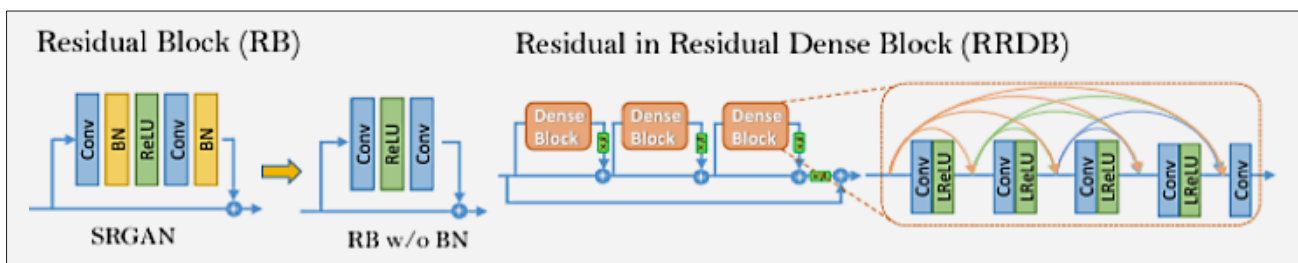 Residual Block (RB)
Residual in Residual Dense Block (RRDB)
Conv
BN
ReLU
Conv
BN
SRGAN
Conv
ReLU
Conv
RB w/o BN
Dense
Block
Dense
Block
Dense
Block
Conv
LReLU
Conv
LReLU
Conv
LReLU
Conv
LReLU
Conv